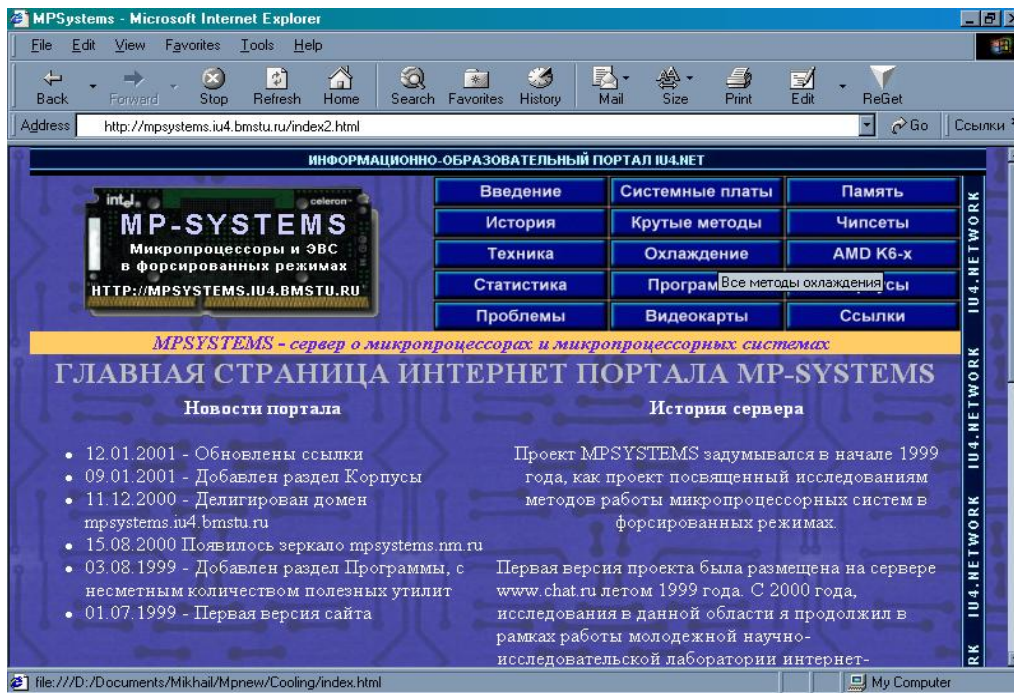 MPSystems - Microsoft Internet Explorer
File Edit View Favorites Tools Help
Back Forward Stop Refresh Home Search Favorites History Mail Size Print Edit ReGet
Address http://mpsystems.iu4.bmstu.ru/index2.html Go Ссылки
ИНФОРМАЦИОННО-ОБРАЗОВАТЕЛЬНЫЙ ПОРТАЛ IU4.NET
intel. celeron
MP-SYSTEMS
Микропроцессоры и ЭВС
в форсированных режимах
HTTP://MPSYSTEMS.IU4.BMSTU.RU
Введение Системные платы Память
История Крутые методы Чипсеты
Техника Охлаждение AMD K6-x
Статистика Програм Все методы охлаждения сы
Проблемы Видеокарты Ссылки
IU4.NETWORK IU4.NETWORK IU4.NETWORK RK
MPSYSTEMS - сервер о микропроцессорах и микропроцессорных системах
ГЛАВНАЯ СТРАНИЦА ИНТЕРНЕТ ПОРТАЛА MP-SYSTEMS
Новости портала
12.01.2001 - Обновлены ссылки
09.01.2001 - Добавлен раздел Корпусы
11.12.2000 - Делигирован домен
mpsystems.iu4.bmstu.ru
15.08.2000 Появилось зеркало mpsystems.nm.ru
03.08.1999 - Добавлен раздел Программы, с
несметным количеством полезных утилит
01.07.1999 - Первая версия сайта
История сервера
Проект MPSYSTEMS задумывался в начале 1999
года, как проект посвященный исследованиям
методов работы микропроцессорных систем в
форсированных режимах.
Первая версия проекта была размещена на сервере
www.chat.ru летом 1999 года. С 2000 года,
исследования в данной области я продолжил в
рамках работы молодежной научно-
исследовательской лаборатории интернет-
file:///D:/Documents/Mikhail/Mpnew/Cooling/index.html My Computer